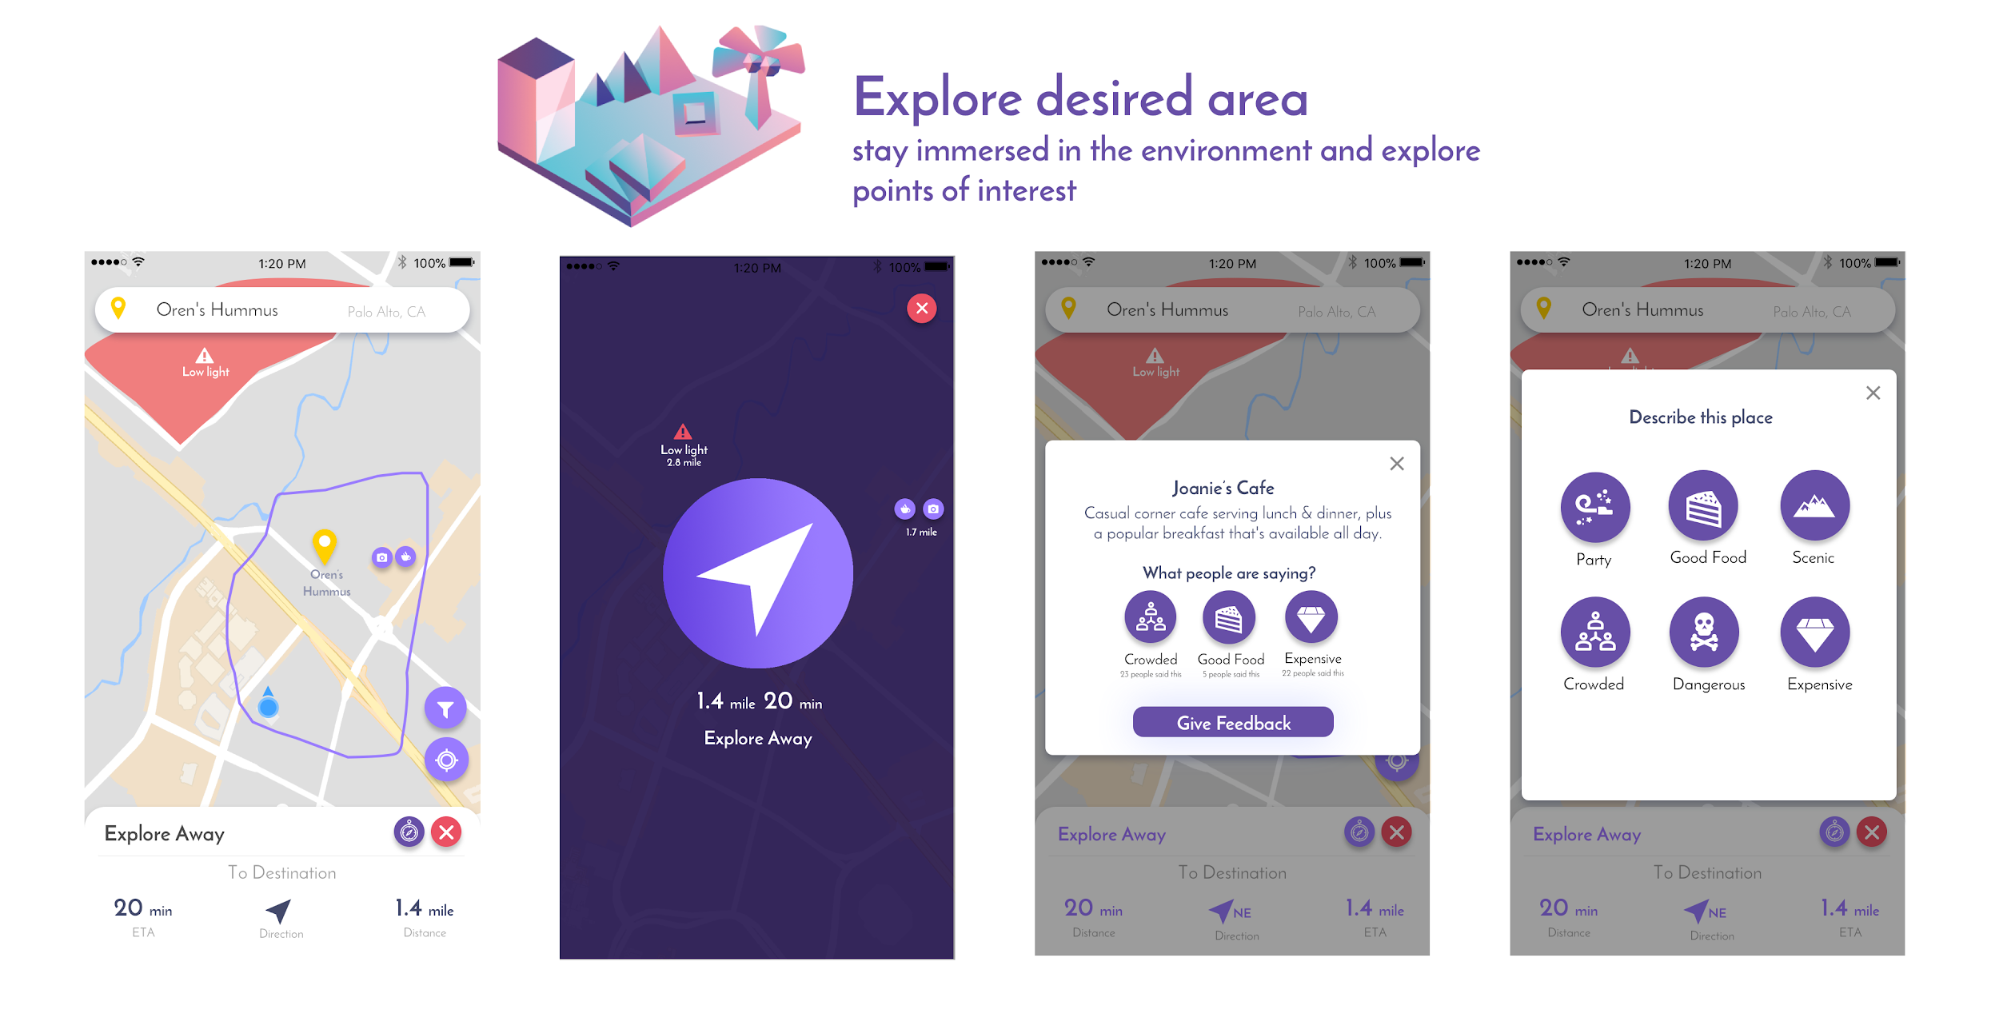 Explore desired area
stay immersed in the environment and explore
points of interest
1:20 PM
100%
Oren's Hummus
Palo Alto, CA
Low light
Oren's
Hummus
Explore Away
To Destination
20 min
ETA
Direction
1.4 mile
Distance
1:20 PM
100%
Low light
2.8 mile
1.7 mile
1.4 mile 20 min
Explore Away
1:20 PM
100%
Oren's Hummus
Palo Alto, CA
Low light
Joanie's Cafe
Casual corner cafe serving lunch & dinner, plus
a popular breakfast that's available all day.
What people are saying?
Crowded
23 people said this
Good Food
5 people said this
Expensive
22 people said this
Give Feedback
Explore Away
To Destination
20 min
Distance
NE
Direction
1.4 mile
ETA
1:20 PM
100%
Oren's Hummus
Palo Alto, CA
Describe this place
Party
Good Food
Scenic
Crowded
Dangerous
Expensive
Explore Away
To Destination
20 min
Distance
NE
Direction
1.4 mile
ETA